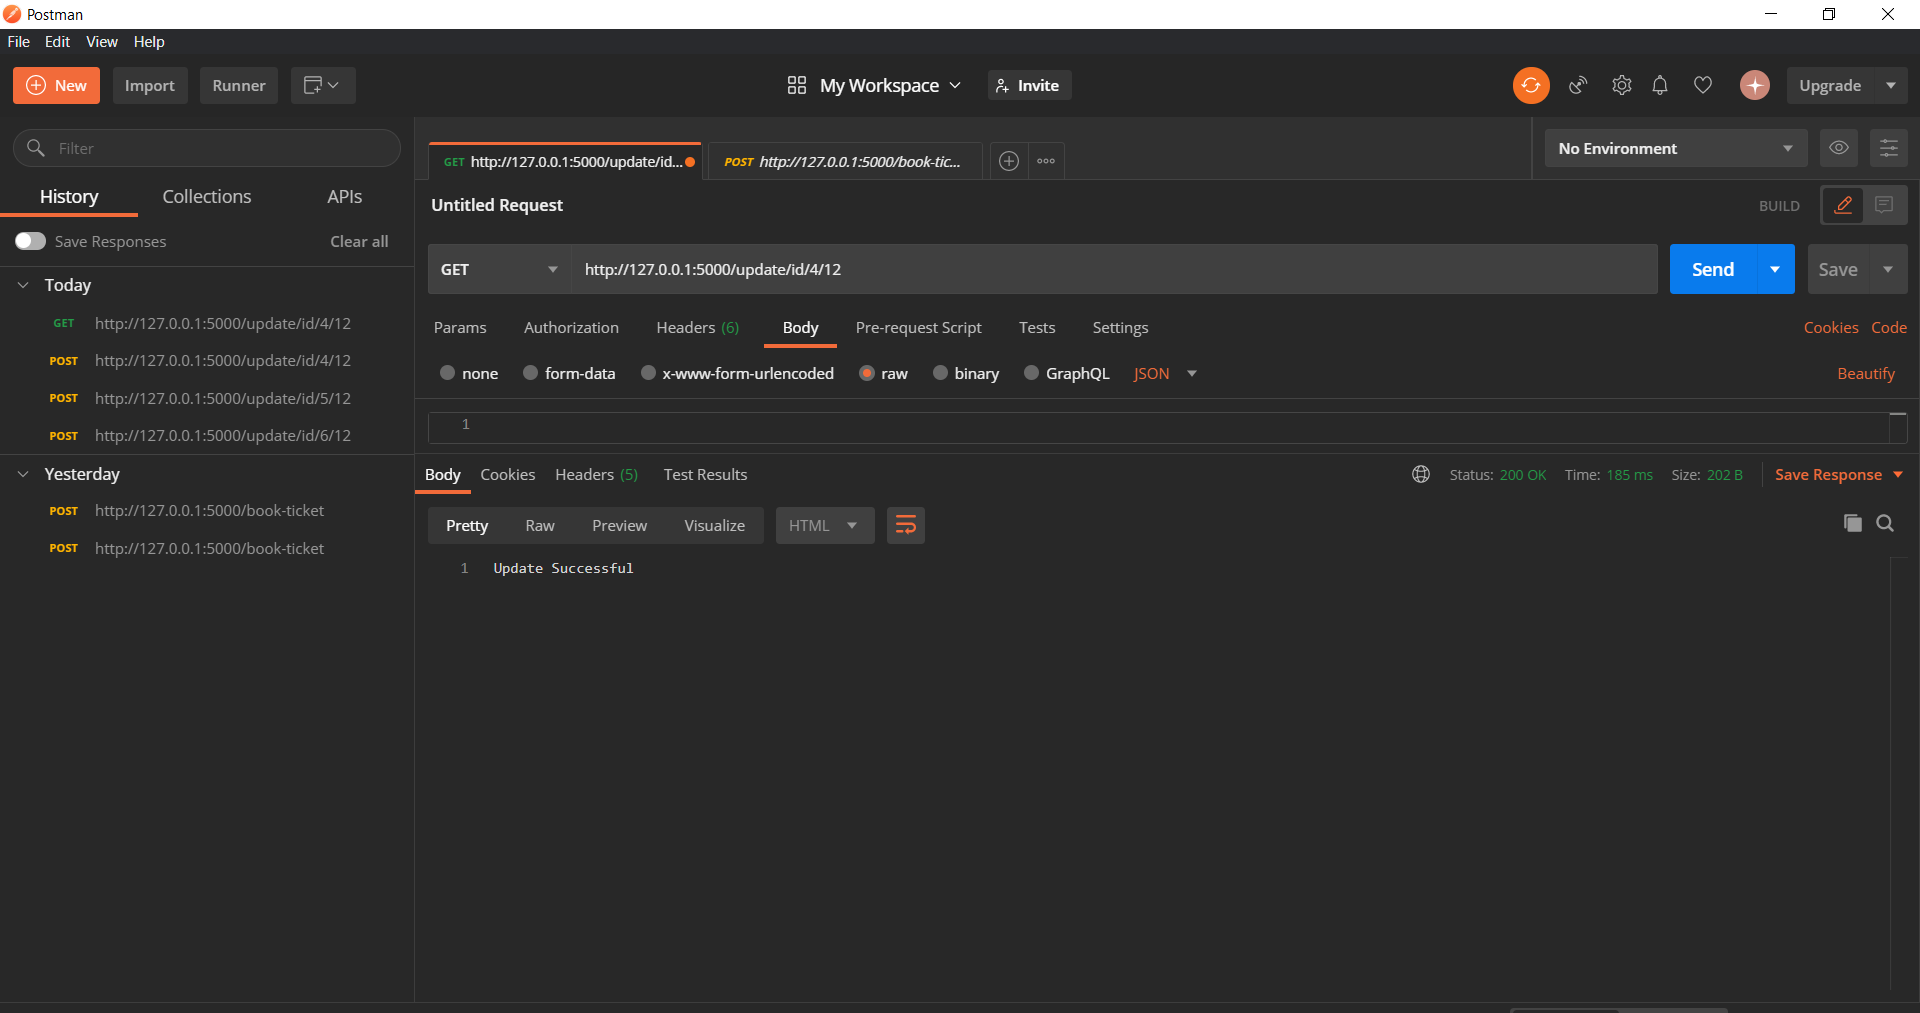 Postman
File Edit View Help
New Import Runner My Workspace Invite Upgrade
Filter
History Collections APIs
Save Responses Clear all
Today
GET http://127.0.0.1:5000/update/id/4/12
POST http://127.0.0.1:5000/update/id/4/12
POST http://127.0.0.1:5000/update/id/5/12
POST http://127.0.0.1:5000/update/id/6/12
Yesterday
POST http://127.0.0.1:5000/book-ticket
POST http://127.0.0.1:5000/book-ticket
GET http://127.0.0.1:5000/update/id... POST http://127.0.0.1:5000/book-tic... No Environment
Untitled Request BUILD
GET http://127.0.0.1:5000/update/id/4/12 Send Save
Params Authorization Headers (6) Body Pre-request Script Tests Settings Cookies Code
none form-data x-www-form-urlencoded raw binary GraphQL JSON Beautify
1
Body Cookies Headers (5) Test Results Status: 200 OK Time: 185 ms Size: 202 B Save Response
Pretty Raw Preview Visualize HTML
1 Update Successful